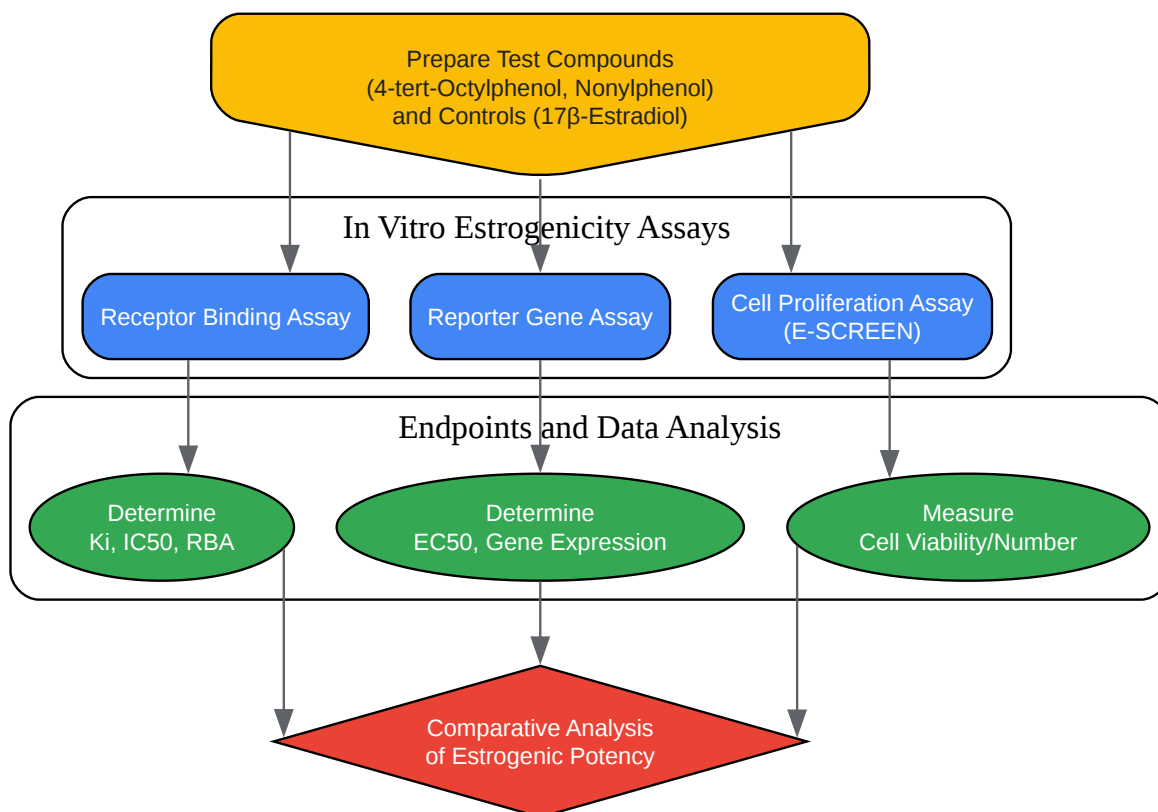 Prepare Test Compounds
(4-tert-Octylphenol, Nonylphenol)
and Controls (17β-Estradiol)
In Vitro Estrogenicity Assays
Receptor Binding Assay
Reporter Gene Assay
Cell Proliferation Assay
(E-SCREEN)
Endpoints and Data Analysis
Determine
Ki, IC50, RBA
Determine
EC50, Gene Expression
Measure
Cell Viability/Number
Comparative Analysis
of Estrogenic Potency